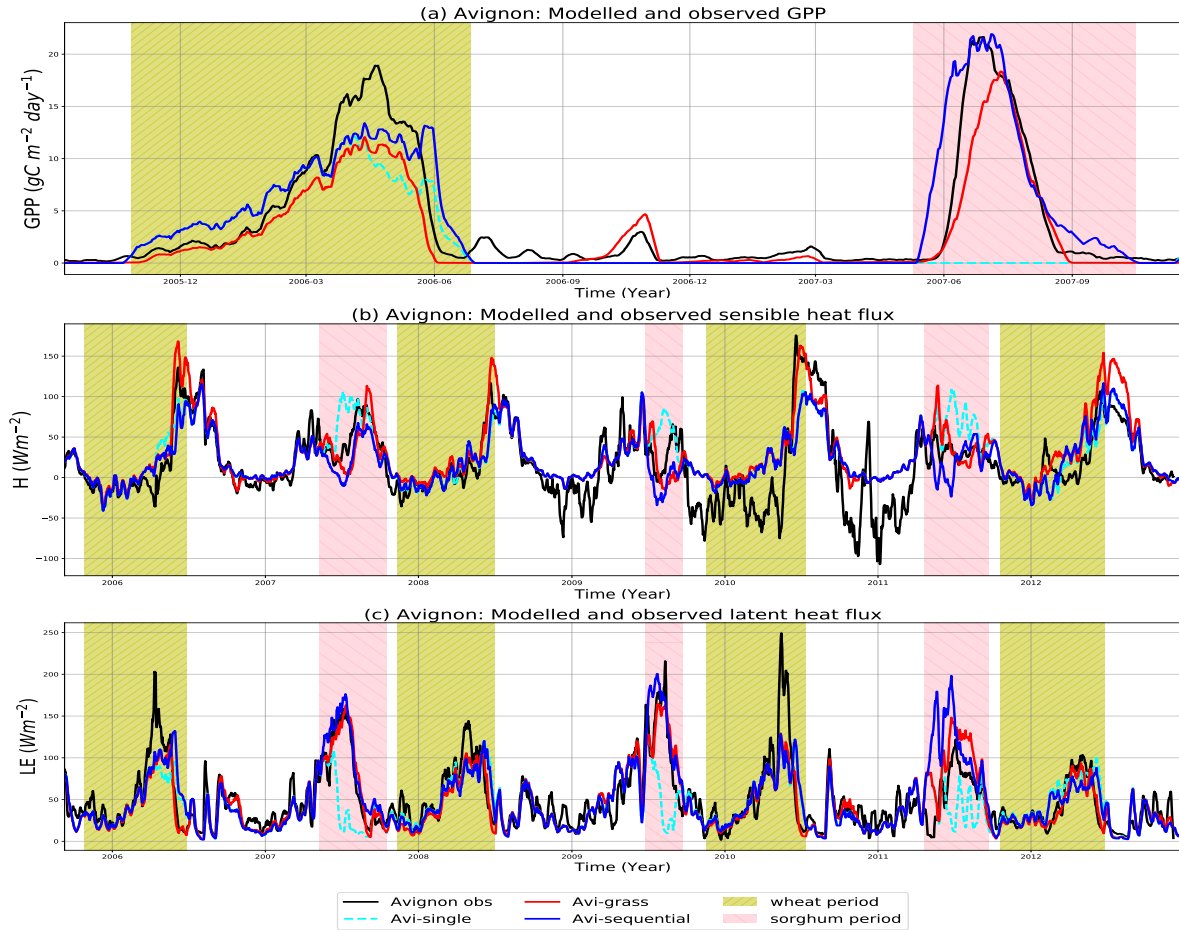 (a) Avignon: Modelled and observed GPP
GPP (gC m⁻² day⁻¹)
20
15
10
5
0
2005-12 2006-03 2006-06 2006-09 2006-12 2007-03 2007-06 2007-09
Time (Year)
(b) Avignon: Modelled and observed sensible heat flux
H (Wm⁻²)
150
100
50
0
−50
−100
2006 2007 2008 2009 2010 2011 2012
Time (Year)
(c) Avignon: Modelled and observed latent heat flux
LE (Wm⁻²)
250
200
150
100
50
0
2006 2007 2008 2009 2010 2011 2012
Time (Year)
Avignon obs Avi-grass wheat period
Avi-single Avi-sequential sorghum period